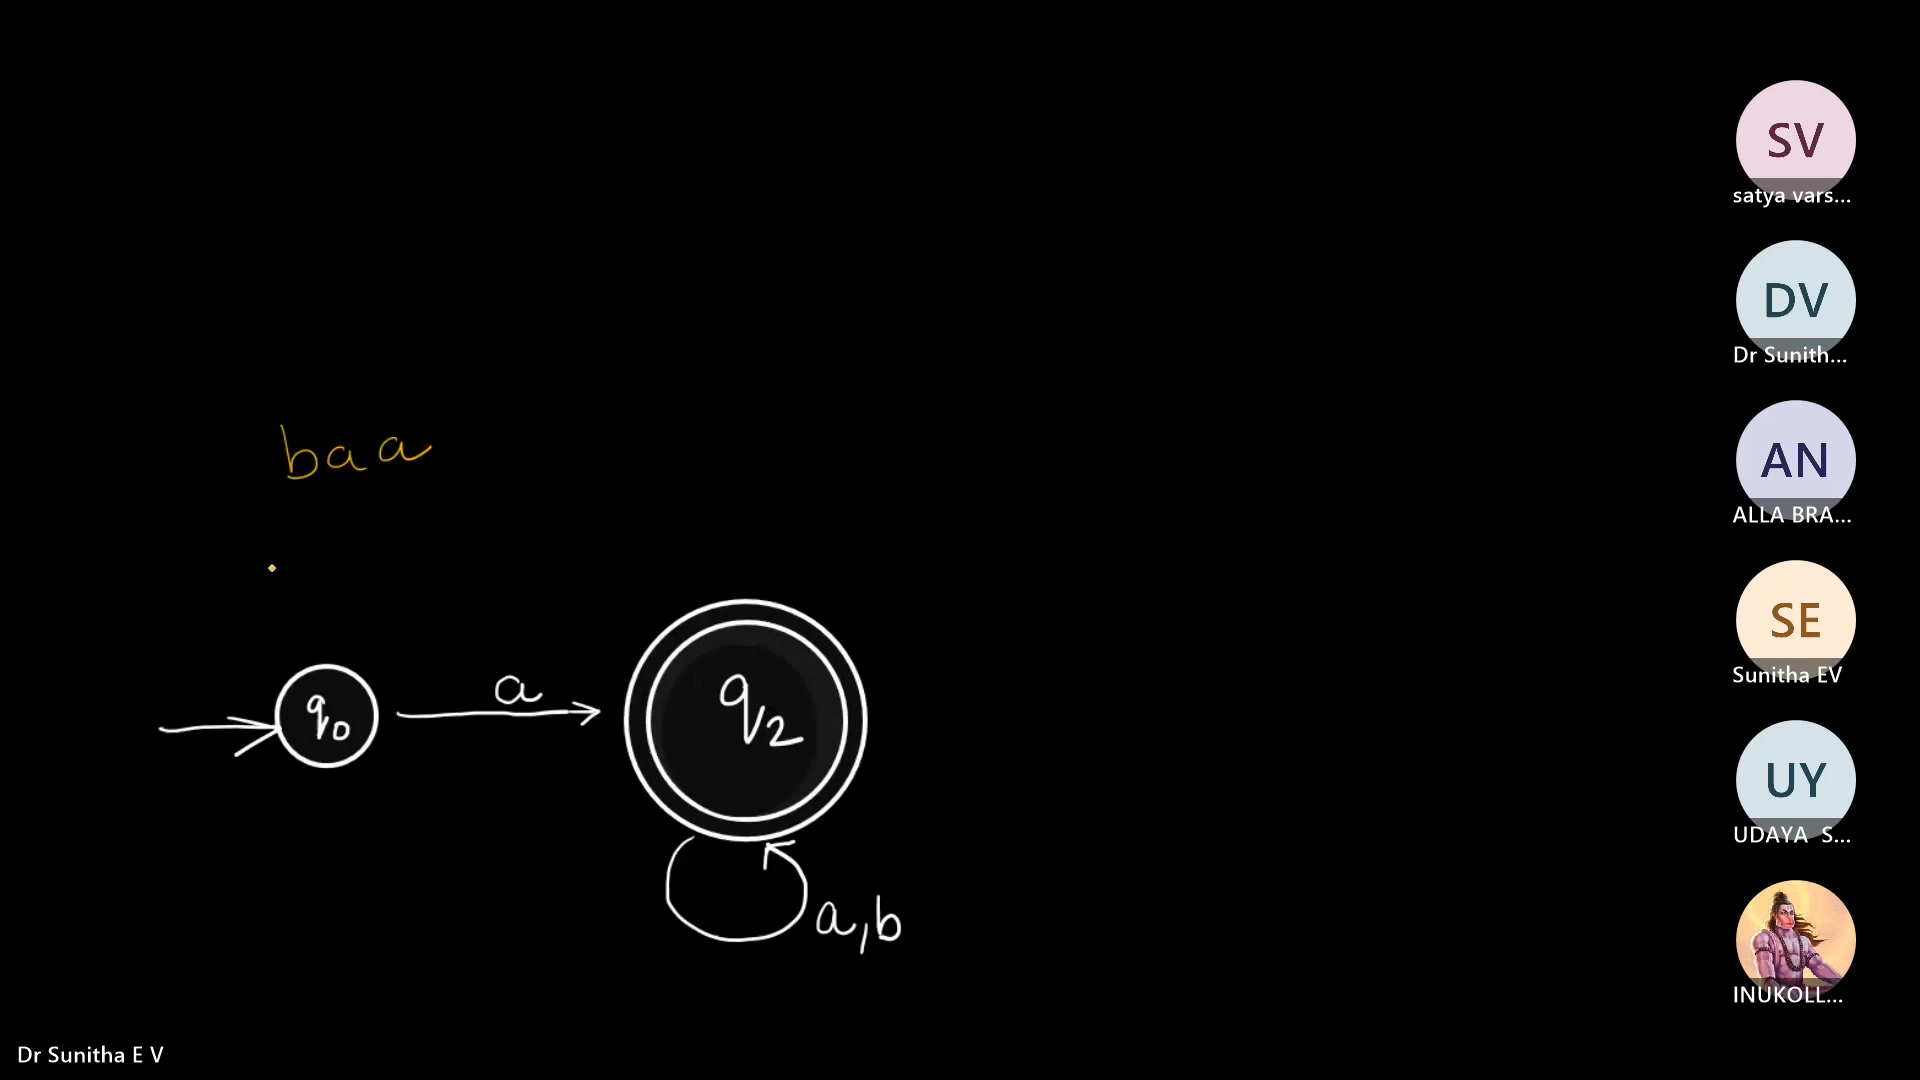 SV
satya vars...
DV
Dr Sunith...
AN
ALLA BRA...
baa
SE
Sunitha EV
a
q0
q2
UY
UDAYA S...
a,b
INUKOLL...
Dr Sunitha E V